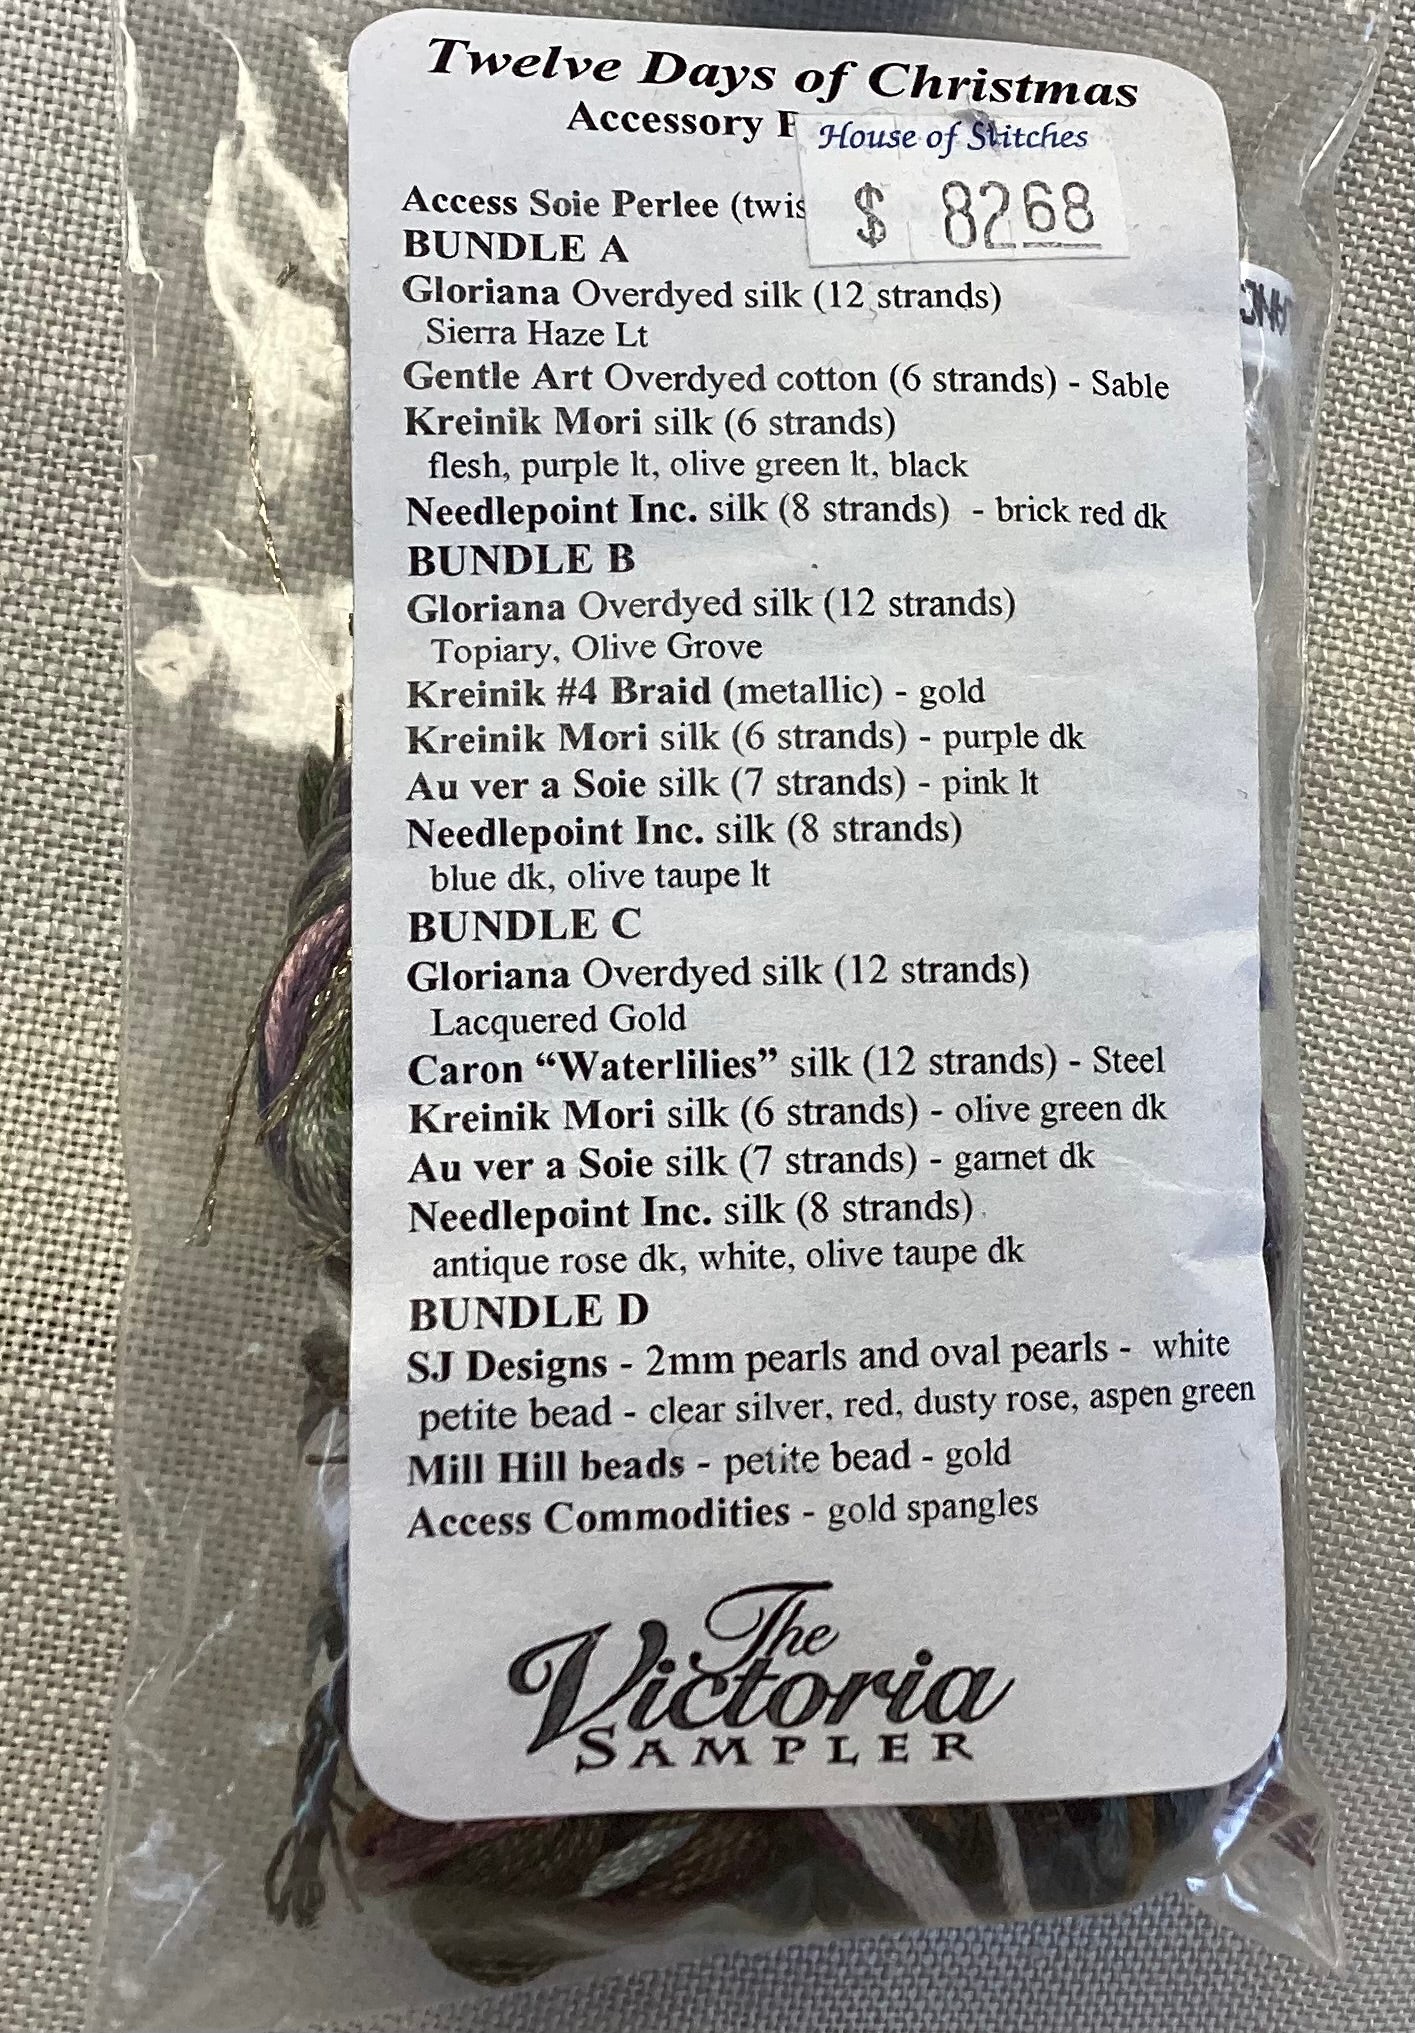 Twelve Days of Christmas
Accessory
House of Stitches
$ 82.68
Access Soie Perlee
BUNDLE A
Gloriana Overdyed silk (12 strands)
Sierra Haze Lt
Gentle Art Overdyed cotton (6 strands) - Sable
Kreinik Mori silk (6 strands)
flesh, purple lt, olive green lt, black
Needlepoint Inc. silk (8 strands) - brick red dk
BUNDLE B
Gloriana Overdyed silk (12 strands)
Topiary, Olive Grove
Kreinik #4 Braid (metallic) - gold
Kreinik Mori silk (6 strands) - purple dk
Au ver a Soie silk (7 strands) - pink lt
Needlepoint Inc. silk (8 strands)
blue dk, olive taupe lt
BUNDLE C
Gloriana Overdyed silk (12 strands)
Lacquered Gold
Caron “Waterlilies” silk (12 strands) - Steel
Kreinik Mori silk (6 strands) - olive green dk
Au ver a Soie silk (7 strands) - garnet dk
Needlepoint Inc. silk (8 strands)
antique rose dk, white, olive taupe dk
BUNDLE D
SJ Designs - 2mm pearls and oval pearls - white
petite bead - clear silver, red, dusty rose, aspen green
Mill Hill beads - petite bead - gold
Access Commodities - gold spangles
The
Victoria
SAMPLER